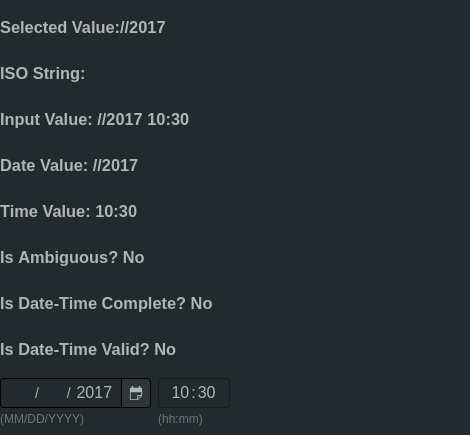 Selected Value://2017
ISO String:
Input Value: //2017 10:30
Date Value: //2017
Time Value: 10:30
Is Ambiguous? No
Is Date-Time Complete? No
Is Date-Time Valid? No
/ / 2017 10:30
(MM/DD/YYYY) (hh:mm)